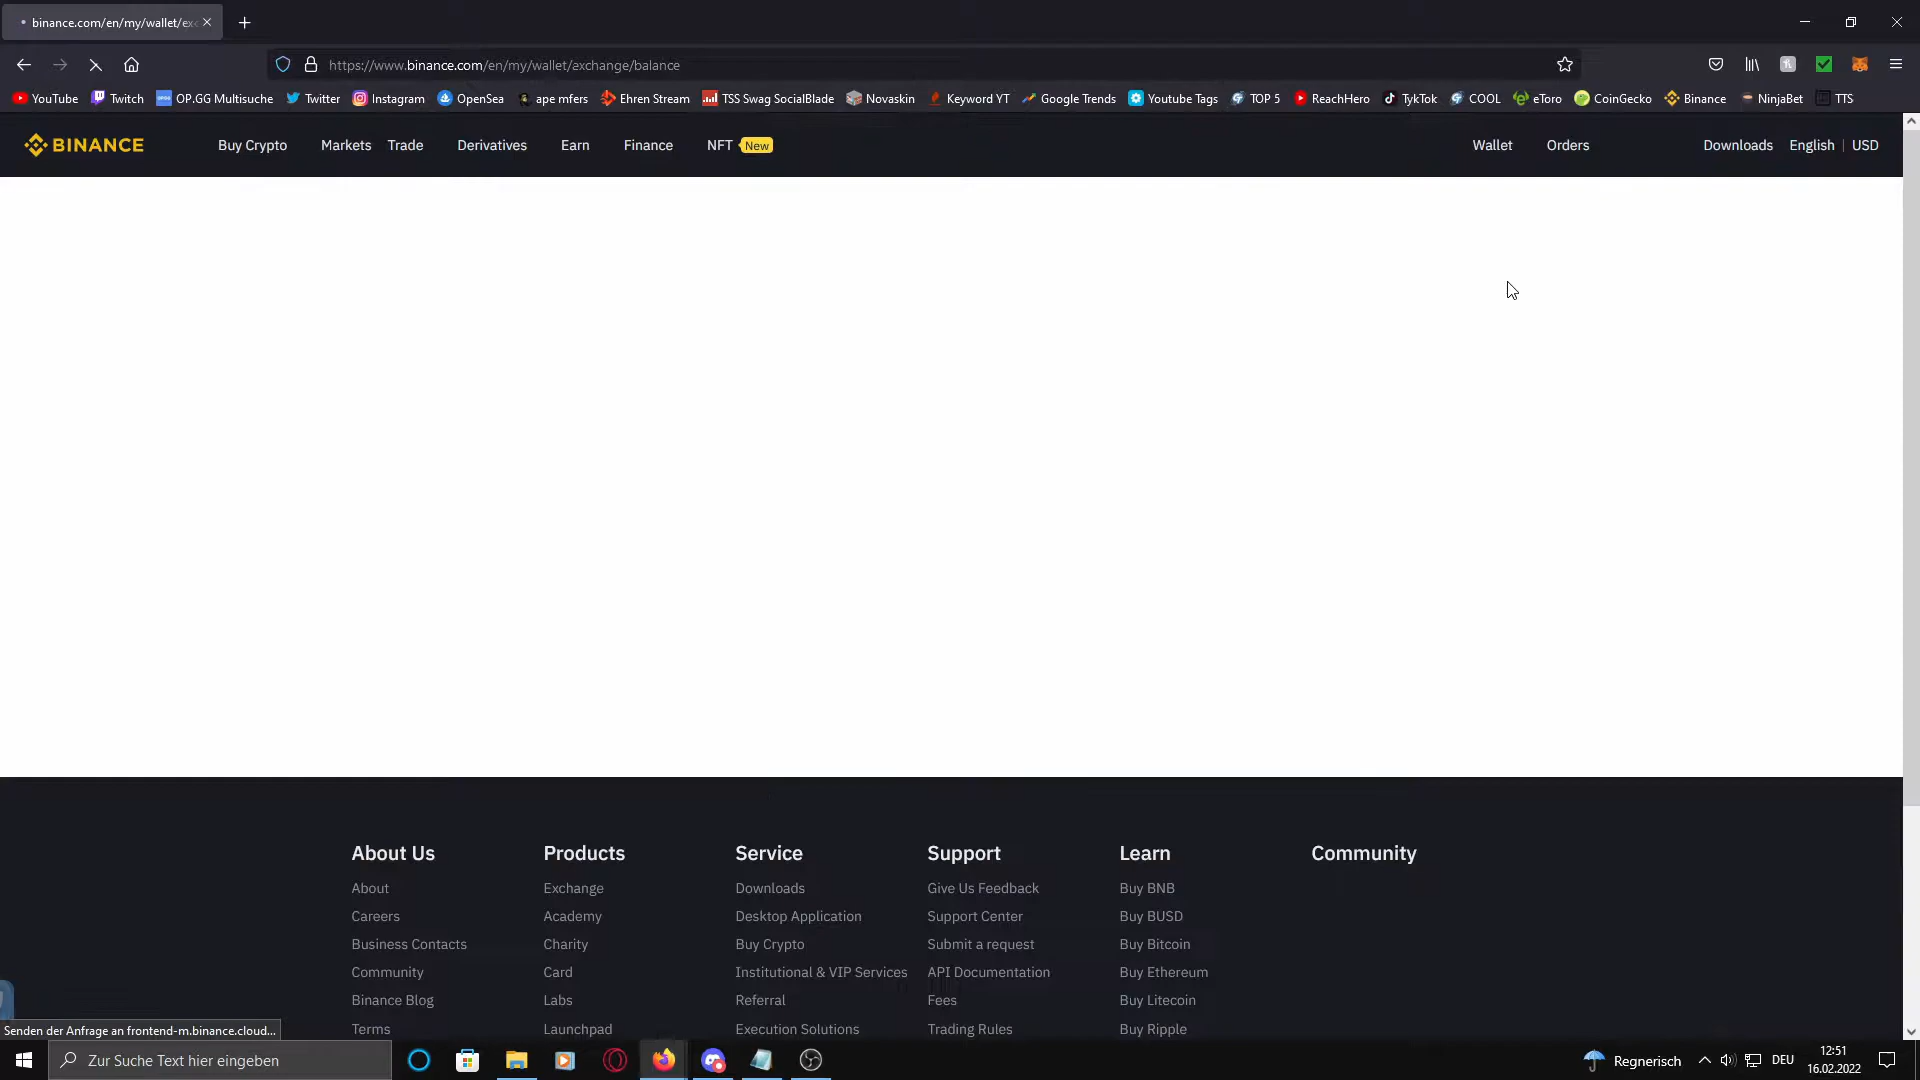 binance.com/en/my/wallet/ex
https://www.binance.com/en/my/wallet/exchange/balance
YouTube Twitch OP.GG Multisuche Twitter Instagram OpenSea ape mfers Ehren Stream TSS Swag SocialBlade Novaskin Keyword YT Google Trends Youtube Tags TOP 5 ReachHero TykTok COOL eToro CoinGecko Binance NinjaBet TTS
BINANCE Buy Crypto Markets Trade Derivatives Earn Finance NFT New Wallet Orders Downloads English | USD
About Us Products Service Support Learn Community
About Exchange Downloads Give Us Feedback Buy BNB
Careers Academy Desktop Application Support Center Buy BUSD
Business Contacts Charity Buy Crypto Submit a request Buy Bitcoin
Community Card Institutional & VIP Services API Documentation Buy Ethereum
Binance Blog Labs Referral Fees Buy Litecoin
Terms Launchpad Execution Solutions Trading Rules Buy Ripple
Senden der Anfrage an frontend-m.binance.cloud...
Zur Suche Text hier eingeben
Regnerisch DEU 12:51
16.02.2022